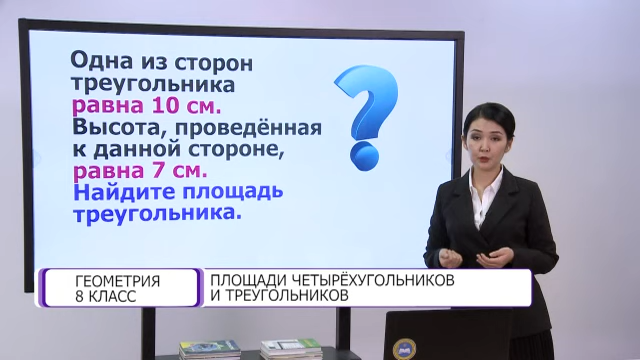 Одна из сторон
треугольника
равна 10 см.
Высота, проведённая
к данной стороне,
равна 7 см.
Найдите площадь
треугольника.
ГЕОМЕТРИЯ
8 КЛАСС
ПЛОЩАДИ ЧЕТЫРЁХУГОЛЬНИКОВ
И ТРЕУГОЛЬНИКОВ